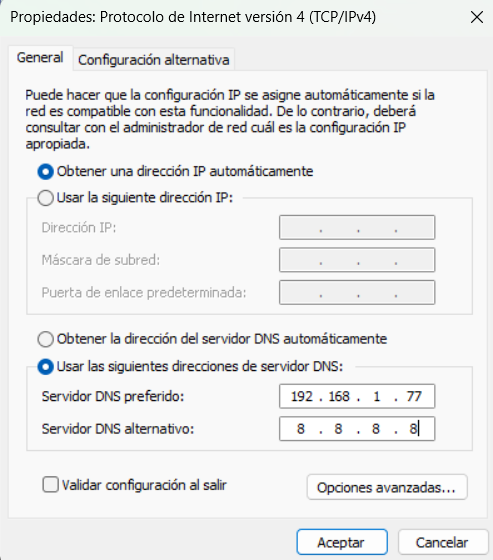 Propiedades: Protocolo de Internet versión 4 (TCP/IPv4)
General
Configuración alternativa
Puede hacer que la configuración IP se asigne automáticamente si la
red es compatible con esta funcionalidad. De lo contrario, deberá
consultar con el administrador de red cuál es la configuración IP
apropiada.
Obtener una dirección IP automáticamente
Usar la siguiente dirección IP:
Dirección IP:
. . .
Máscara de subred:
. . .
Puerta de enlace predeterminada:
. . .
Obtener la dirección del servidor DNS automáticamente
Usar las siguientes direcciones de servidor DNS:
Servidor DNS preferido:
192 . 168 . 1 . 77
Servidor DNS alternativo:
8 . 8 . 8 . 8
Validar configuración al salir
Opciones avanzadas...
Aceptar
Cancelar